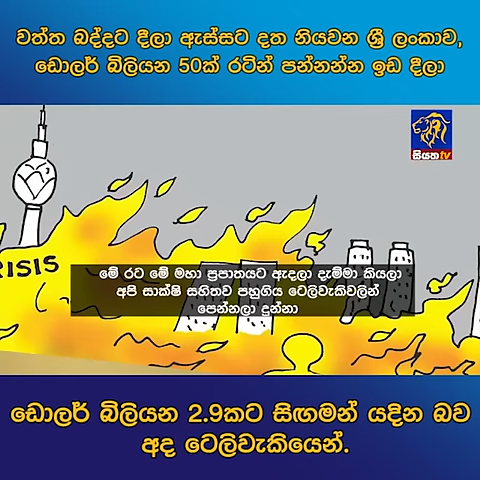 වත්ත බද්දට දීලා ඇස්සට දත නියවන ශ්‍රී ලංකාව,
ඩොලර් බිලියන 50ක් රටින් පන්නන්න ඉඩ දීලා
සියත tv
RISIS
මේ රට මේ මහා ප්‍රපාතයට ඇදලා දැම්මා කියලා
අපි සාක්ෂි සහිතව පහුගිය ටෙලිවැකිවලින්
පෙන්නලා දුන්නා
ඩොලර් බිලියන 2.9කට සිඟමන් යදින බව
අද ටෙලිවැකියෙන්.